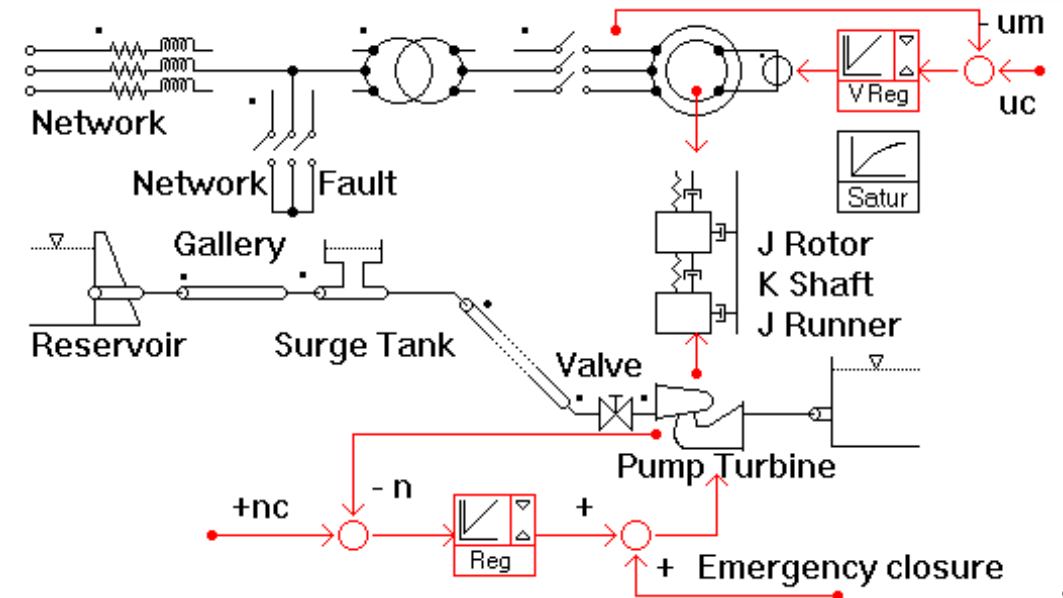 - um
V Reg
uc
Network
Network Fault
Satur
Gallery
J Rotor
K Shaft
J Runner
Reservoir
Surge Tank
Valve
Pump Turbine
- n
+nc
+
Reg
+ Emergency closure